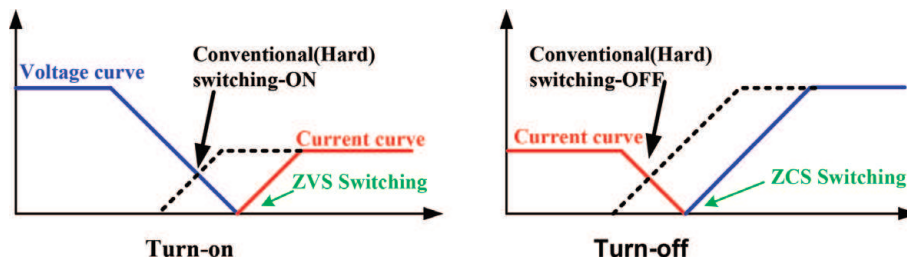 Conventional(Hard)
switching-ON
Voltage curve
Current curve
ZVS Switching
Turn-on
Conventional(Hard)
switching-OFF
Current curve
ZCS Switching
Turn-off